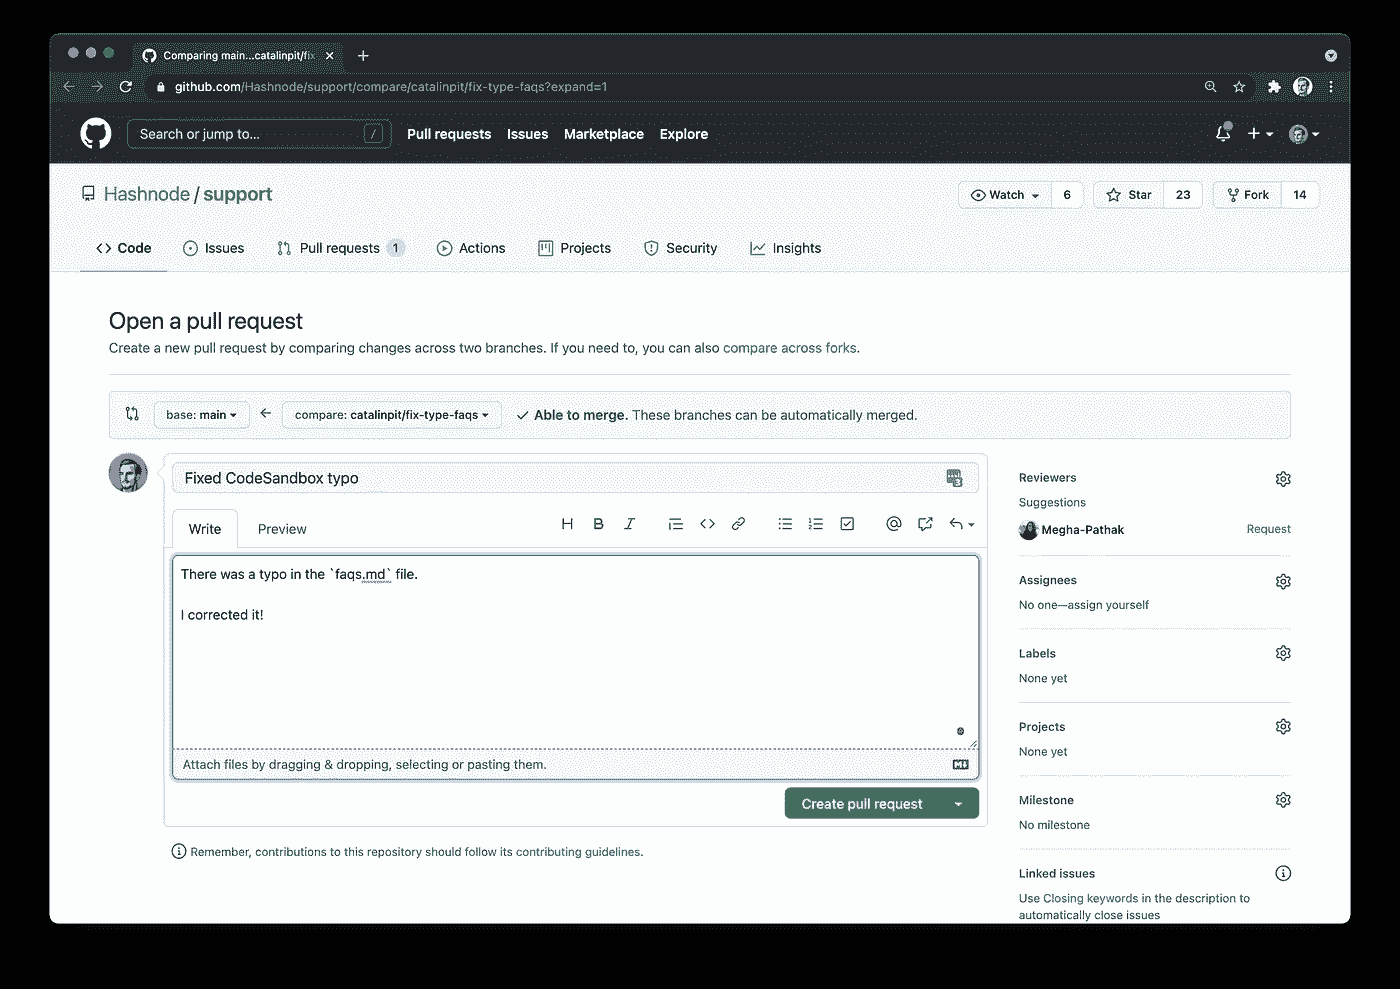 Comparing main...catalinpit/fix
github.com/Hashnode/support/compare/catalinpit/fix-type-faqs?expand=1
Search or jump to... / Pull requests Issues Marketplace Explore
Hashnode / support Watch 6 Star 23 Fork 14
Code Issues Pull requests 1 Actions Projects Security Insights
Open a pull request
Create a new pull request by comparing changes across two branches. If you need to, you can also compare across forks.
base: main compare: catalinpit/fix-type-faqs Able to merge. These branches can be automatically merged.
Fixed CodeSandbox typo
Write Preview H B I
There was a typo in the `faqs.md` file.
I corrected it!
Attach files by dragging & dropping, selecting or pasting them.
Create pull request
Remember, contributions to this repository should follow its contributing guidelines.
Reviewers
Suggestions
Megha-Pathak Request
Assignees
No one—assign yourself
Labels
None yet
Projects
None yet
Milestone
No milestone
Linked issues
Use Closing keywords in the description to
automatically close issues